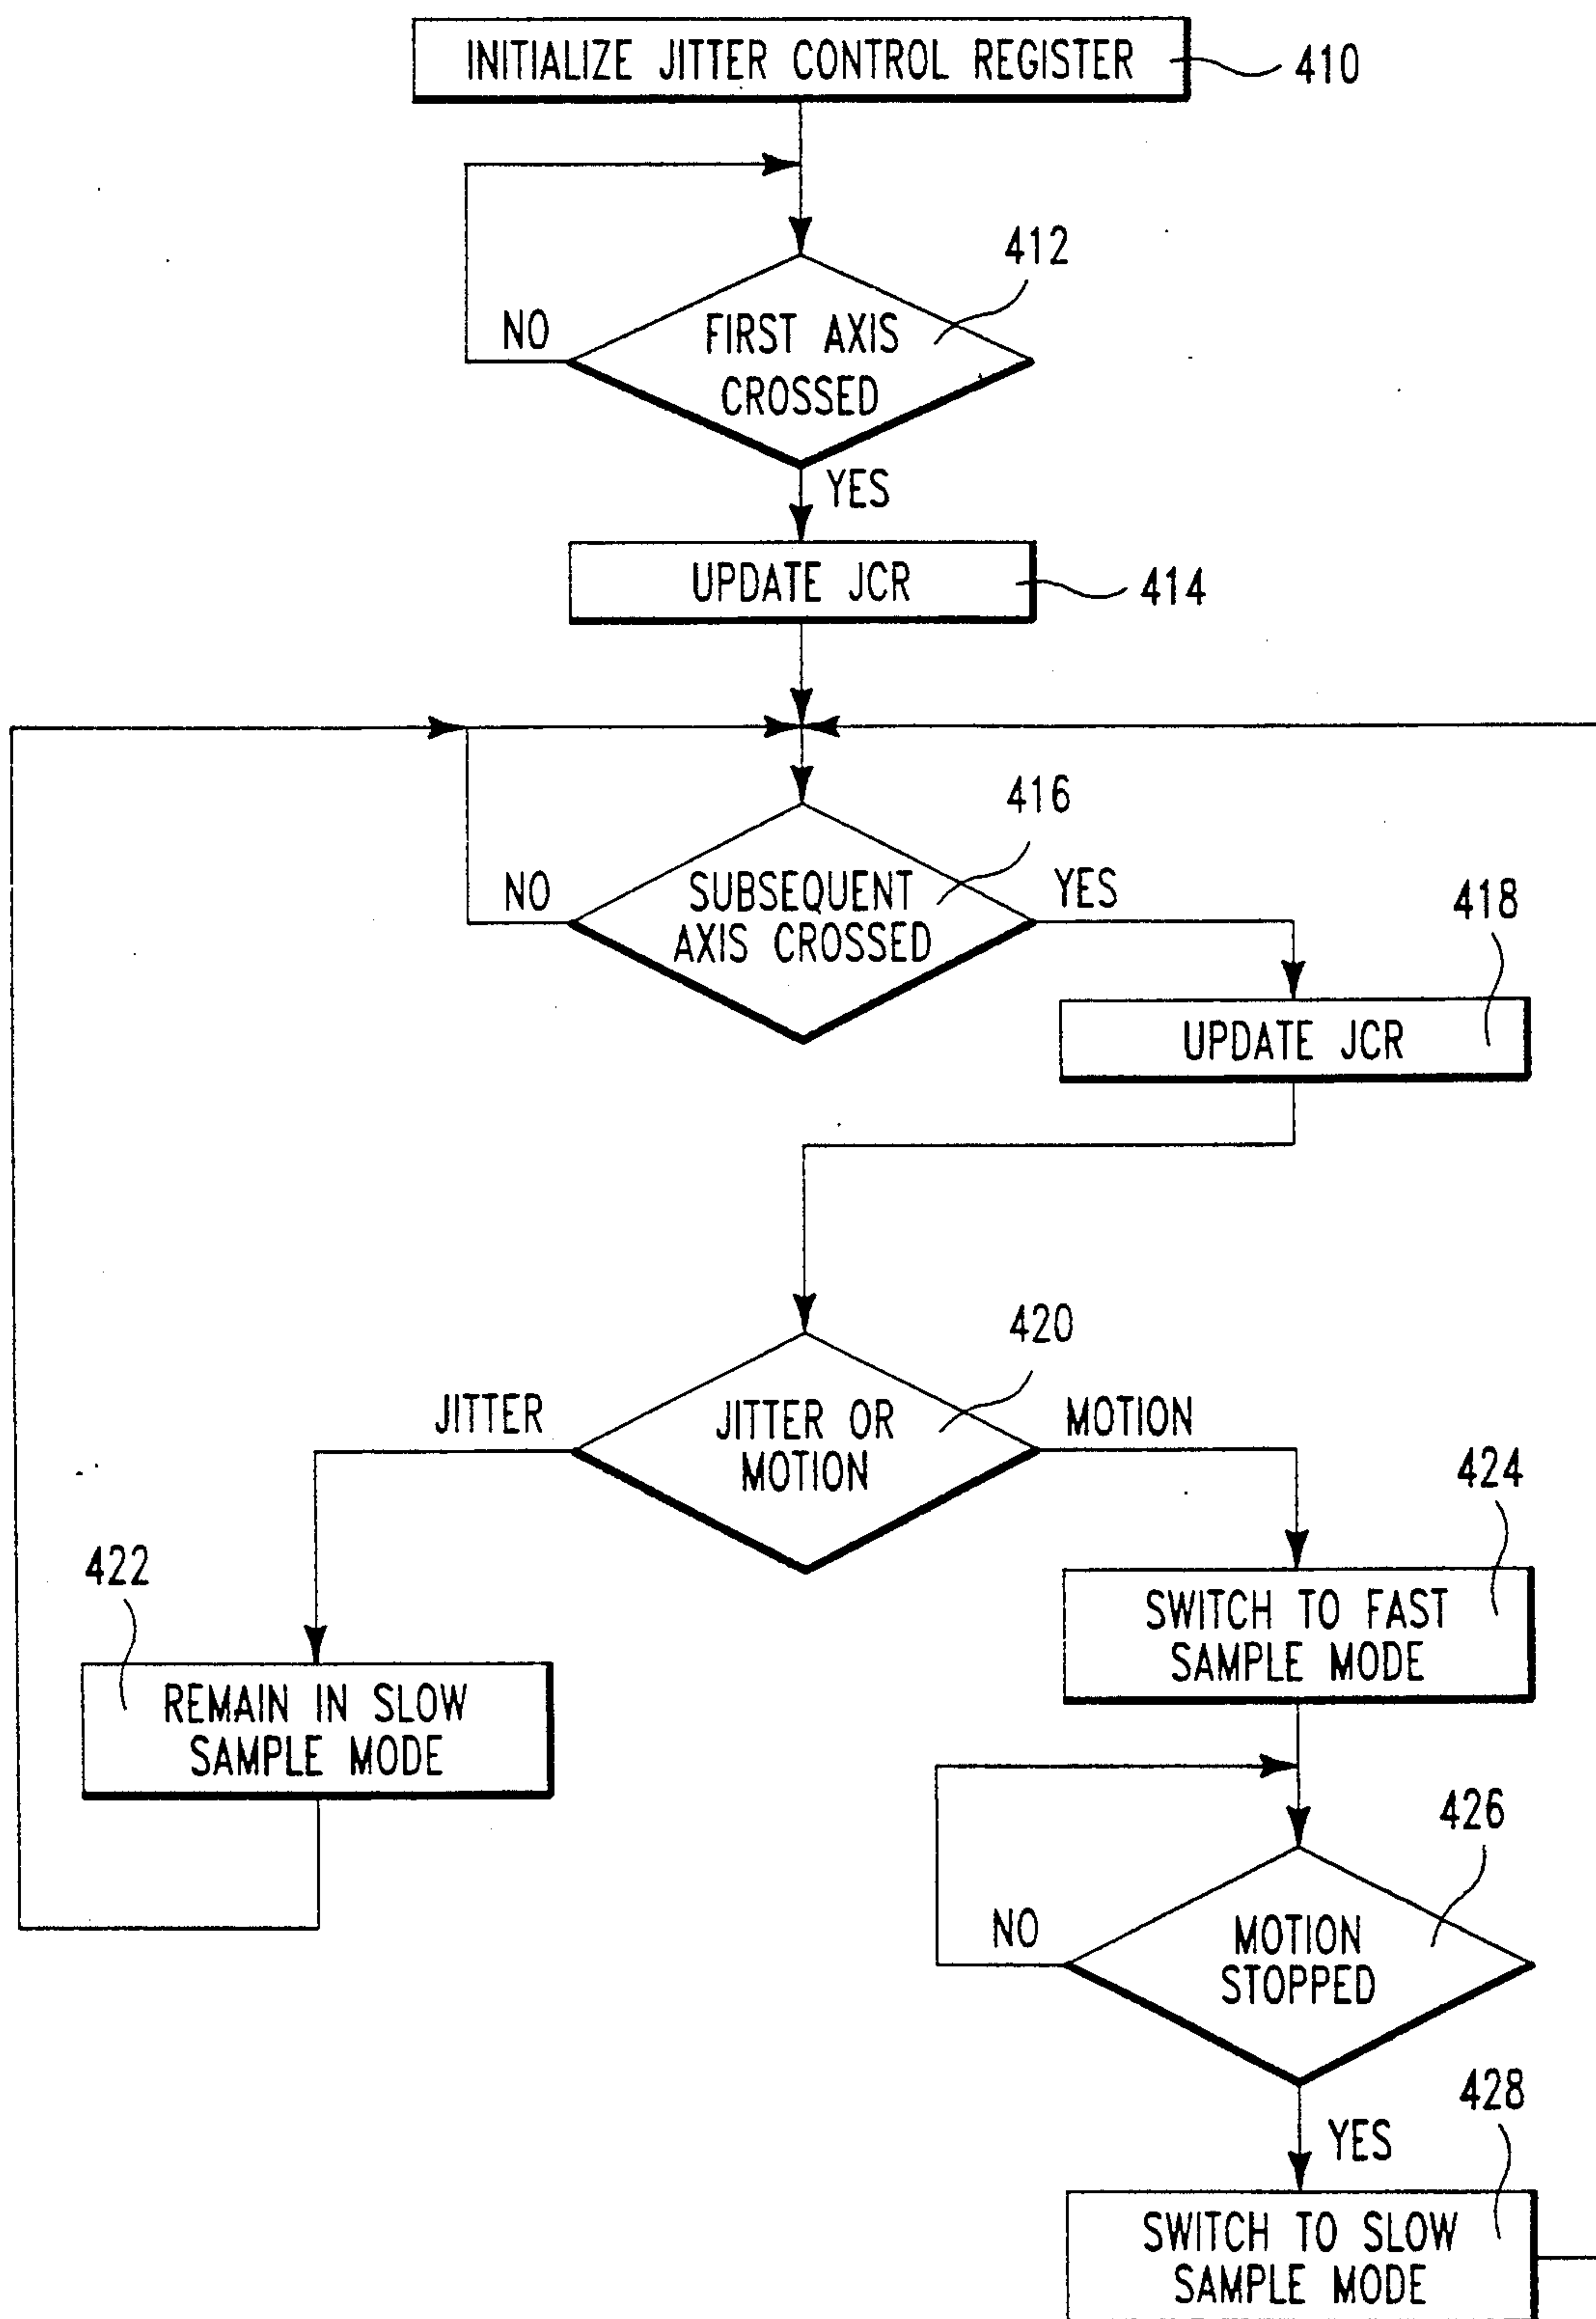 INITIALIZE JITTER CONTROL REGISTER
410
412
NO
FIRST AXIS
CROSSED
YES
UPDATE JCR
414
416
NO
SUBSEQUENT
AXIS CROSSED
YES
418
UPDATE JCR
420
JITTER
JITTER OR
MOTION
MOTION
424
422
SWITCH TO FAST
SAMPLE MODE
REMAIN IN SLOW
SAMPLE MODE
426
NO
MOTION
STOPPED
428
YES
SWITCH TO SLOW
SAMPLE MODE